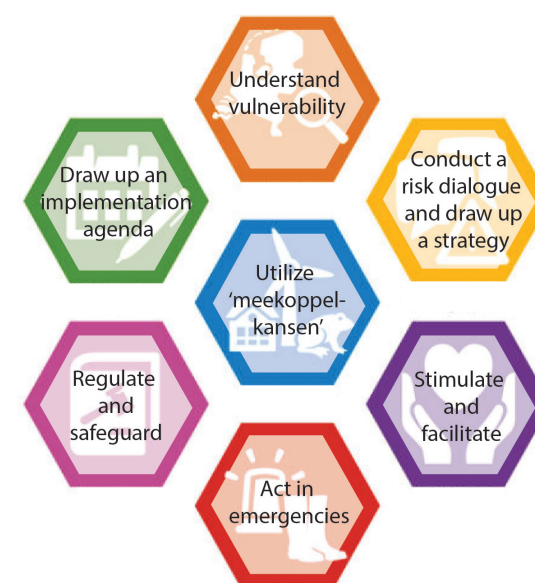 Understand
vulnerability
Draw up an
implementation
agenda
Conduct a
risk dialogue
and draw up
a strategy
Utilize
‘meekoppel-
kansen’
Regulate
and
safeguard
Stimulate
and
facilitate
Act in
emergencies